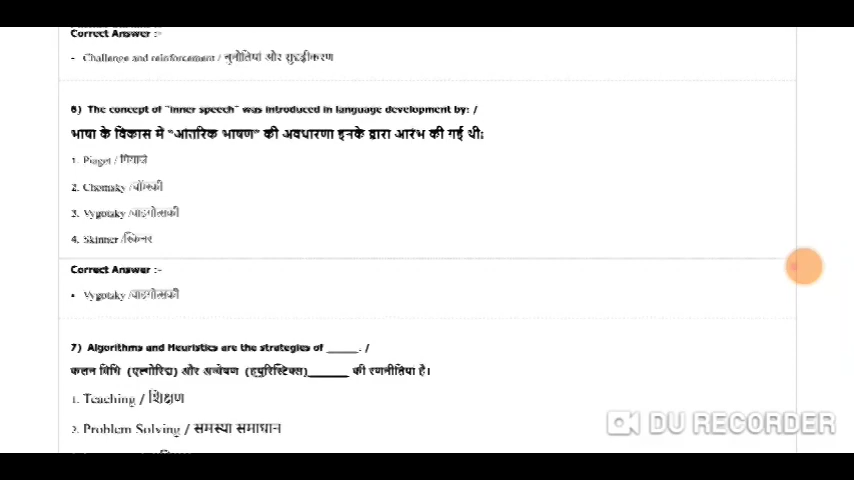 Correct Answer :-
- Challenge and reinforcement / चुनौतियां और सुदृढ़ीकरण
6) The concept of "inner speech" was introduced in language development by: /
भाषा के विकास में "आंतरिक भाषण" की अवधारणा इनके द्वारा आरंभ की गई थी:
1. Piaget / पियाजे
2. Chomsky /चॉम्स्की
3. Vygotsky /वाइगोत्सकी
4. Skinner /स्किनर
Correct Answer :-
• Vygotsky /वाइगोत्सकी
7) Algorithms and Heuristics are the strategies of _____. /
कलन विधि (एल्गोरिद्म) और अन्वेषण (ह्युरिस्टिक्स)______ की रणनीतिया है।
1. Teaching / शिक्षण
2. Problem Solving / समस्या समाधान
DU RECORDER